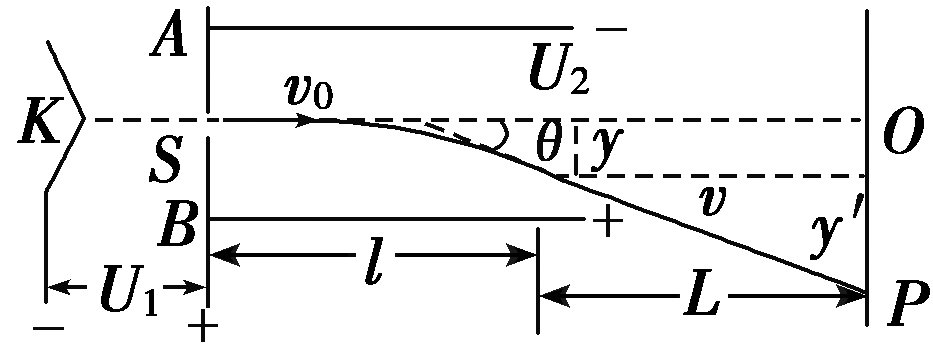 A
−
U₂
v₀
K
O
θ
y
S
v
B
+
y′
l
U₁
L
P
−
+